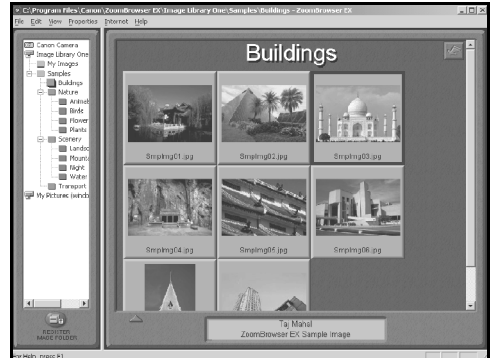 C:\Program Files\Canon\ZoomBrowser EX\Image Library One\Samples\Buildings - ZoomBrowser EX
File Edit View Properties Internet Help
Canon Camera
Image Library One
My Images
Samples
Buildings
Nature
Animals
Birds
Flower
Plants
Scenery
Landsc
Mounta
Night
Water
Transport
My Pictures (windo
REGISTER
IMAGE FOLDER
Buildings
SmpImg01.jpg
SmpImg02.jpg
SmpImg03.jpg
SmpImg04.jpg
SmpImg05.jpg
SmpImg06.jpg
Taj Mahal
ZoomBrowser EX Sample Image
For Help, press F1